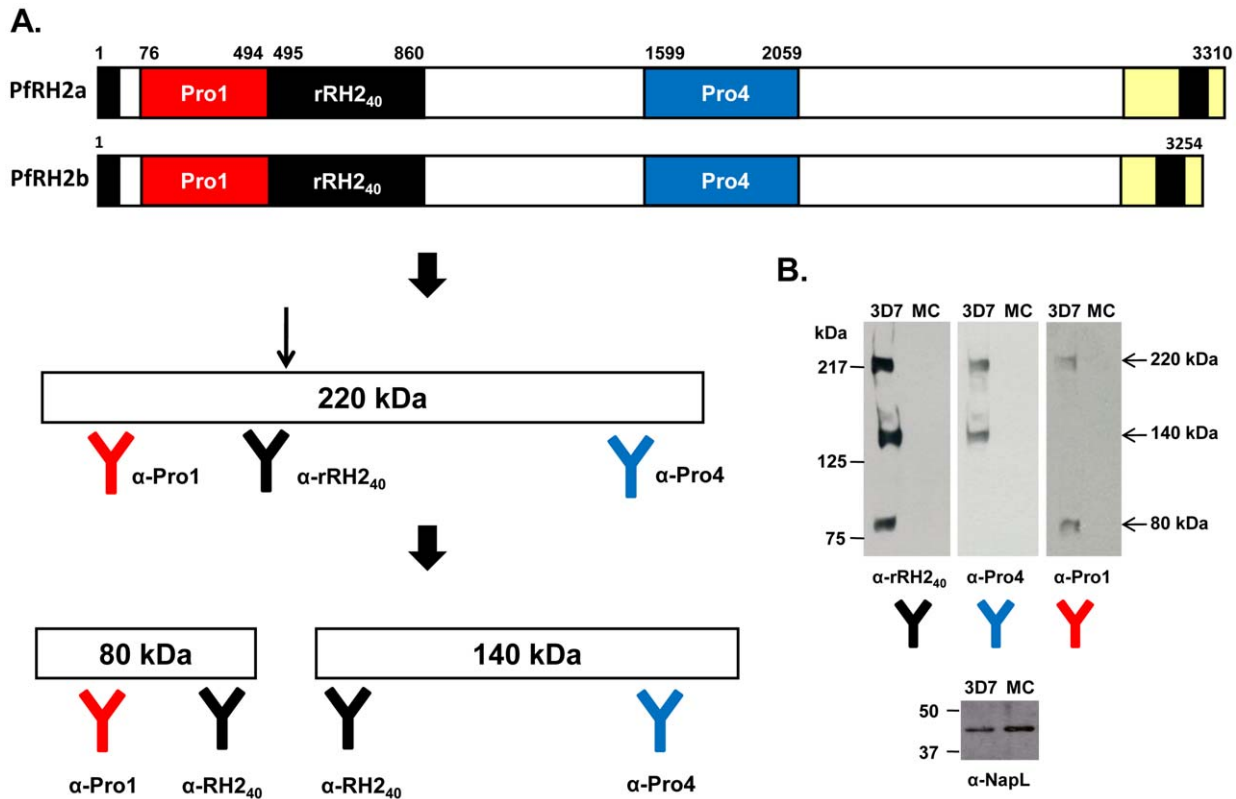 A.
1 76 494 495 860 1599 2059 3310
PfRH2a Pro1 rRH2₄₀ Pro4
1 3254
PfRH2b Pro1 rRH2₄₀ Pro4
220 kDa
α-Pro1 α-rRH2₄₀ α-Pro4
80 kDa 140 kDa
α-Pro1 α-RH2₄₀ α-RH2₄₀ α-Pro4
B.
3D7 MC 3D7 MC 3D7 MC
kDa
217 220 kDa
140 kDa
125
80 kDa
75
α-rRH2₄₀ α-Pro4 α-Pro1
3D7 MC
50
37
α-NapL